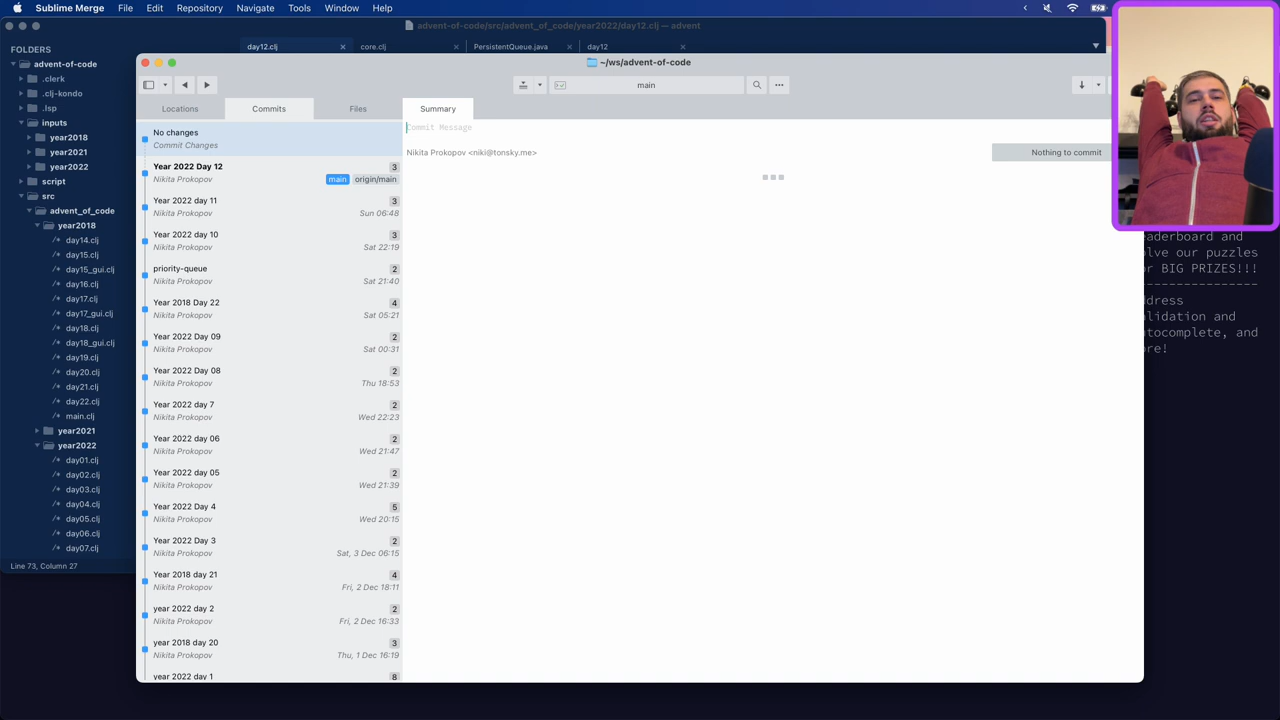 Sublime Merge File Edit Repository Navigate Tools Window Help
advent-of-code/src/advent_of_code/year2022/day12.clj — advent
FOLDERS
day12.clj core.clj PersistentQueue.java day12
advent-of-code
.clerk
.clj-kondo
.lsp
inputs
year2018
year2021
year2022
script
src
advent_of_code
year2018
day14.clj
day15.clj
day15_gui.clj
day16.clj
day17.clj
day17_gui.clj
day18.clj
day18_gui.clj
day19.clj
day20.clj
day21.clj
day22.clj
main.clj
year2021
year2022
day01.clj
day02.clj
day03.clj
day04.clj
day05.clj
day06.clj
day07.clj
Line 73, Column 27
~/ws/advent-of-code
main
Locations Commits Files Summary
No changes
Commit Changes
Year 2022 Day 12 3
Nikita Prokopov main origin/main
Year 2022 day 11 3
Nikita Prokopov Sun 06:48
Year 2022 day 10 3
Nikita Prokopov Sat 22:19
priority-queue 2
Nikita Prokopov Sat 21:40
Year 2018 Day 22 4
Nikita Prokopov Sat 05:21
Year 2022 Day 09 2
Nikita Prokopov Sat 00:31
Year 2022 Day 08 2
Nikita Prokopov Thu 18:53
Year 2022 day 7 2
Nikita Prokopov Wed 22:23
Year 2022 day 06 2
Nikita Prokopov Wed 21:47
Year 2022 day 05 2
Nikita Prokopov Wed 21:39
Year 2022 Day 4 5
Nikita Prokopov Wed 20:15
Year 2022 Day 3 2
Nikita Prokopov Sat, 3 Dec 06:15
Year 2018 day 21 4
Nikita Prokopov Fri, 2 Dec 18:11
year 2022 day 2 2
Nikita Prokopov Fri, 2 Dec 16:33
year 2018 day 20 3
Nikita Prokopov Thu, 1 Dec 16:19
year 2022 day 1 8
Commit Message
Nikita Prokopov <niki@tonsky.me>
Nothing to commit
eaderboard and
olve our puzzles
or BIG PRIZES!!!
----------------
ddress
alidation and
utocomplete, and
ore!